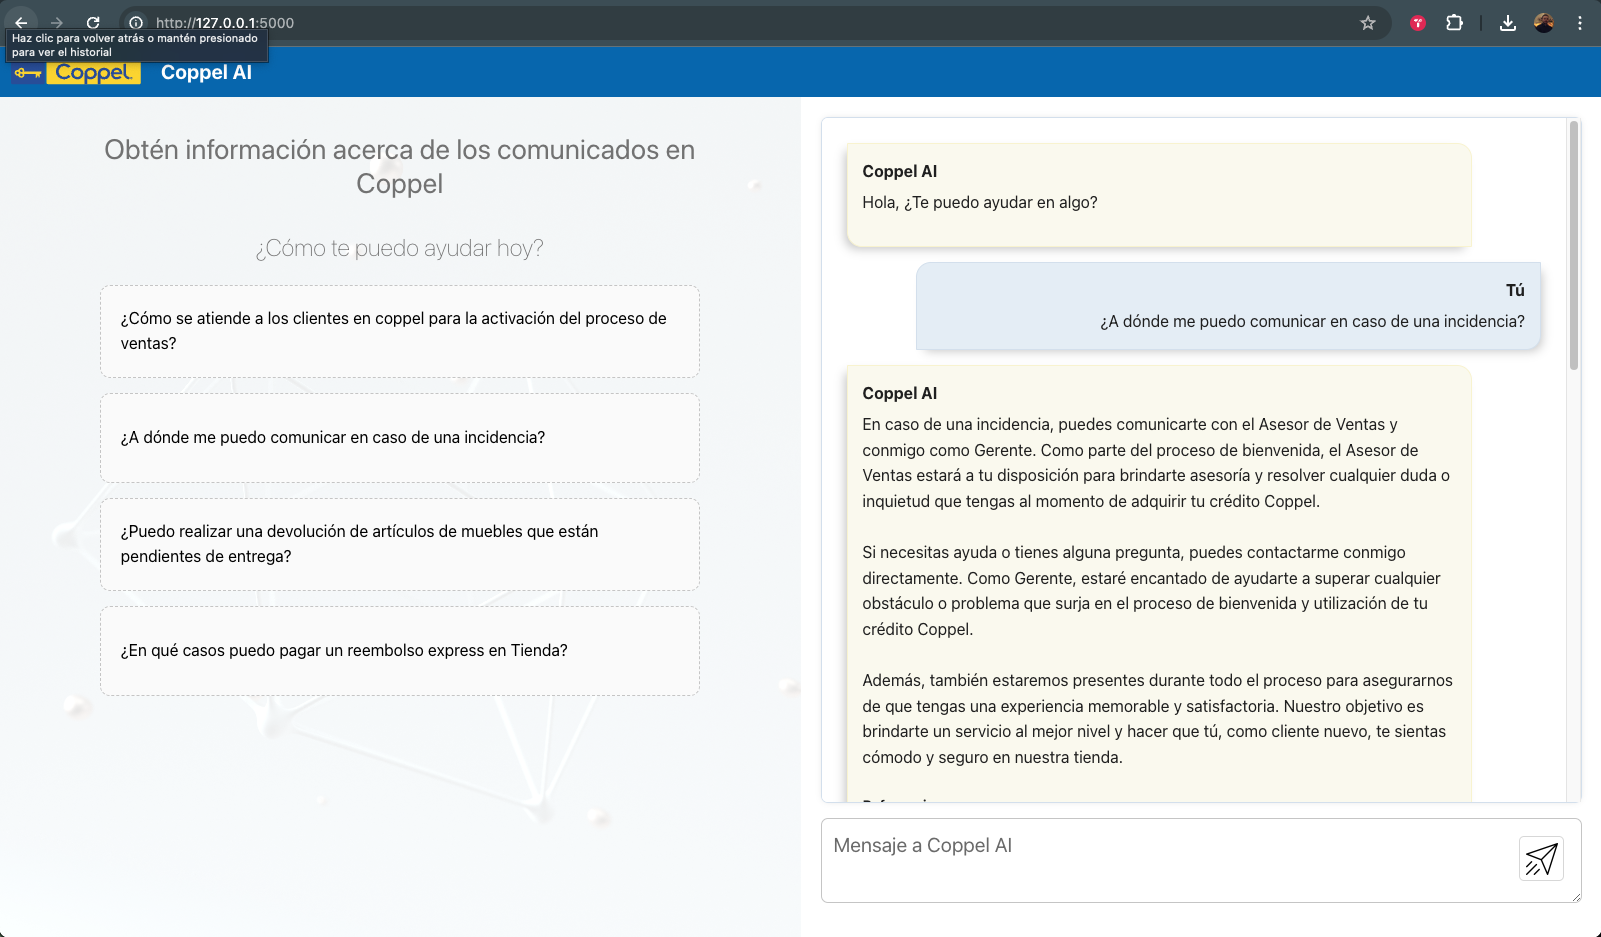 http://127.0.0.1:5000
Haz clic para volver atrás o mantén presionado
para ver el historial
Coppel.
Coppel AI
Obtén información acerca de los comunicados en
Coppel
¿Cómo te puedo ayudar hoy?
¿Cómo se atiende a los clientes en coppel para la activación del proceso de
ventas?
¿A dónde me puedo comunicar en caso de una incidencia?
¿Puedo realizar una devolución de artículos de muebles que están
pendientes de entrega?
¿En qué casos puedo pagar un reembolso express en Tienda?
Coppel AI
Hola, ¿Te puedo ayudar en algo?
Tú
¿A dónde me puedo comunicar en caso de una incidencia?
Coppel AI
En caso de una incidencia, puedes comunicarte con el Asesor de Ventas y
conmigo como Gerente. Como parte del proceso de bienvenida, el Asesor de
Ventas estará a tu disposición para brindarte asesoría y resolver cualquier duda o
inquietud que tengas al momento de adquirir tu crédito Coppel.
Si necesitas ayuda o tienes alguna pregunta, puedes contactarme conmigo
directamente. Como Gerente, estaré encantado de ayudarte a superar cualquier
obstáculo o problema que surja en el proceso de bienvenida y utilización de tu
crédito Coppel.
Además, también estaremos presentes durante todo el proceso para asegurarnos
de que tengas una experiencia memorable y satisfactoria. Nuestro objetivo es
brindarte un servicio al mejor nivel y hacer que tú, como cliente nuevo, te sientas
cómodo y seguro en nuestra tienda.
Mensaje a Coppel AI